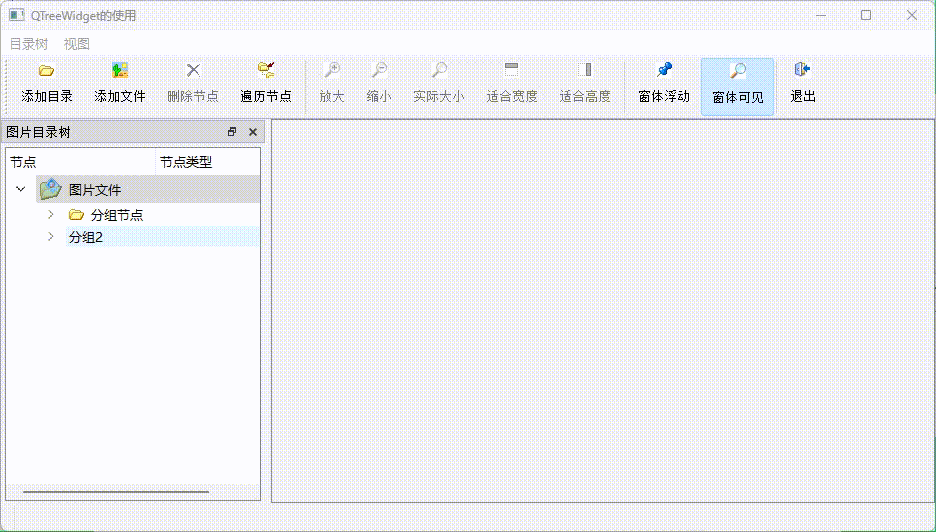 QTreeWidget的使用
目录树 视图
添加目录 添加文件 删除节点 遍历节点 放大 缩小 实际大小 适合宽度 适合高度 窗体浮动 窗体可见 退出
图片目录树
节点 节点类型
图片文件
分组节点
分组2